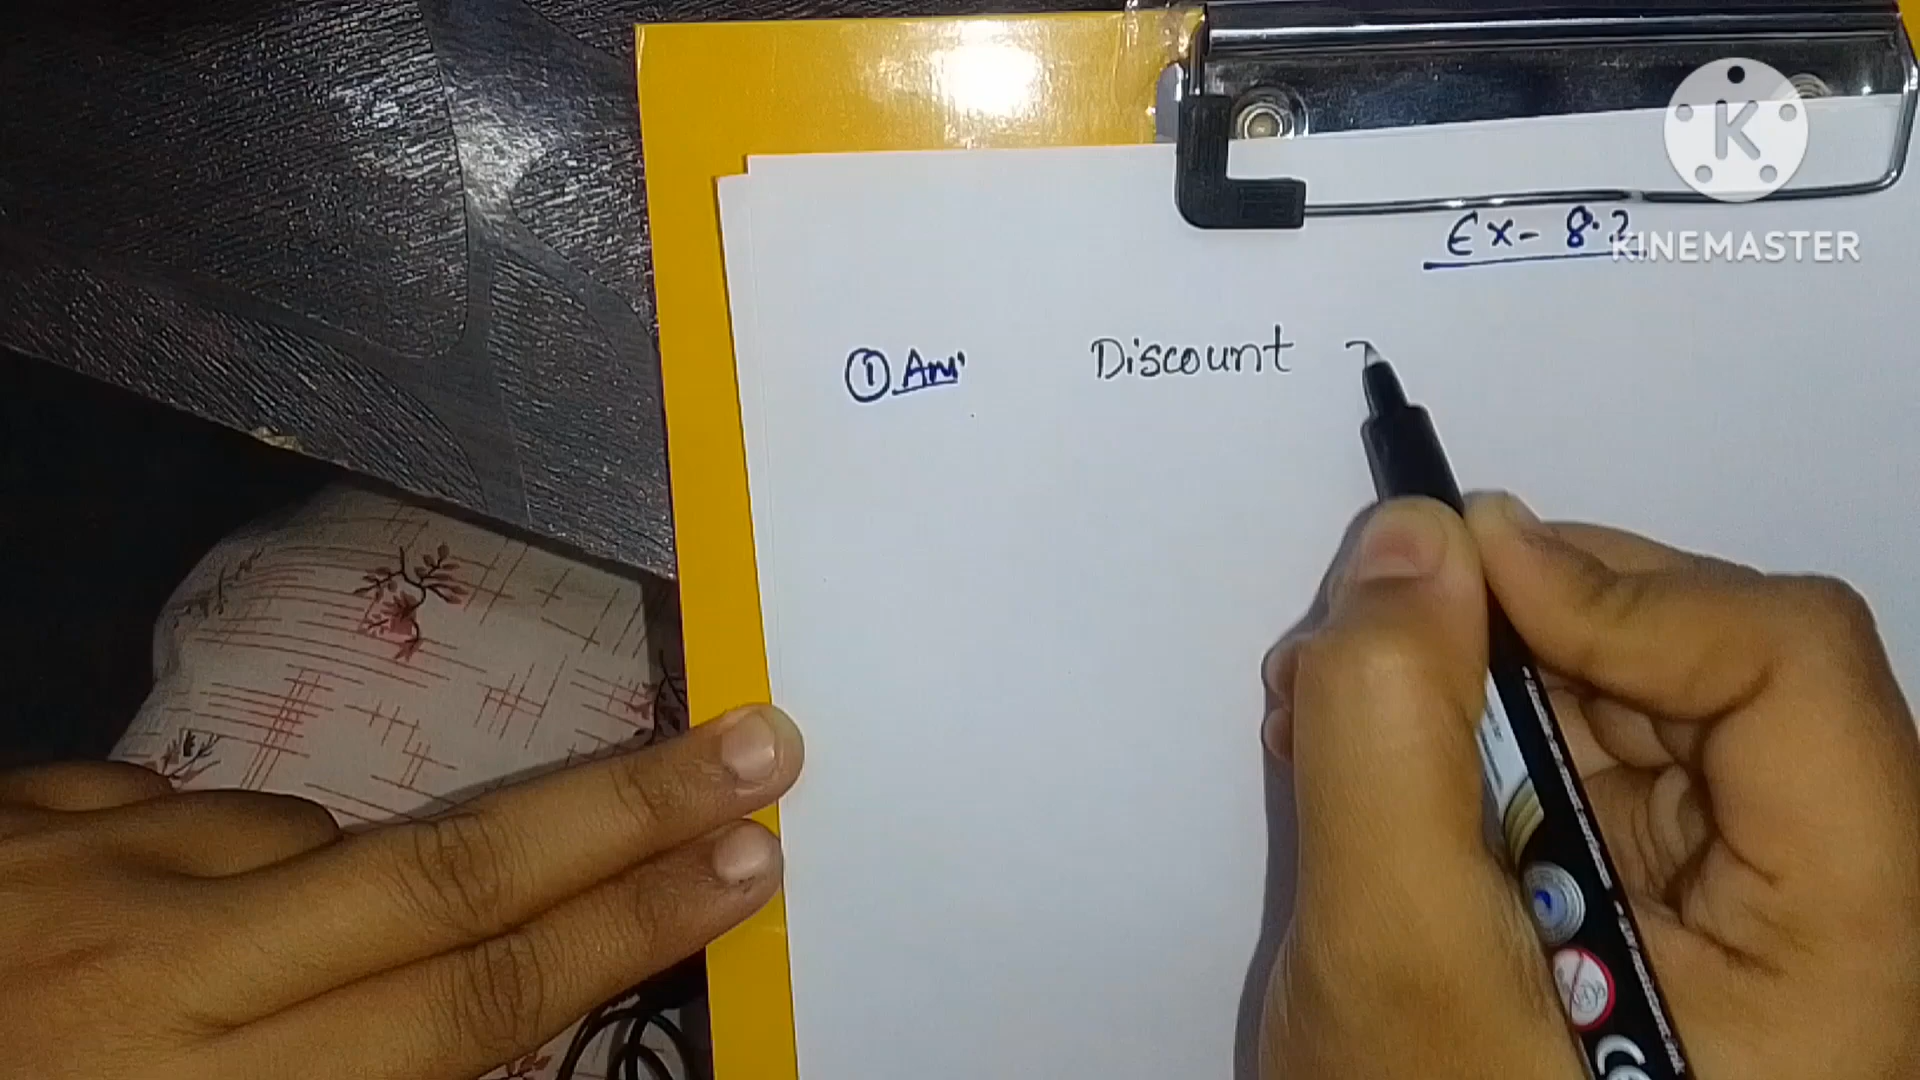 K
KINEMASTER
Ex- 8.2
① Ans
Discount